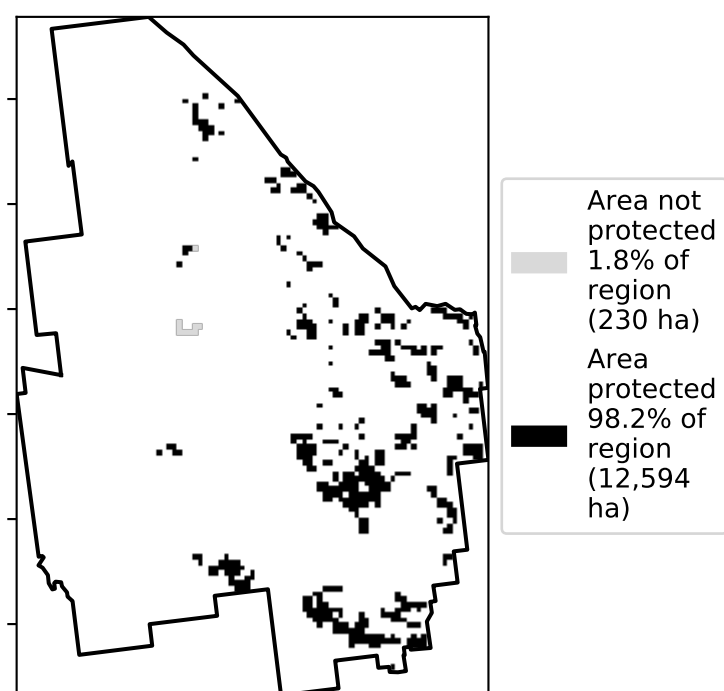 Area not
protected
1.8% of
region
(230 ha)
Area
protected
98.2% of
region
(12,594
ha)